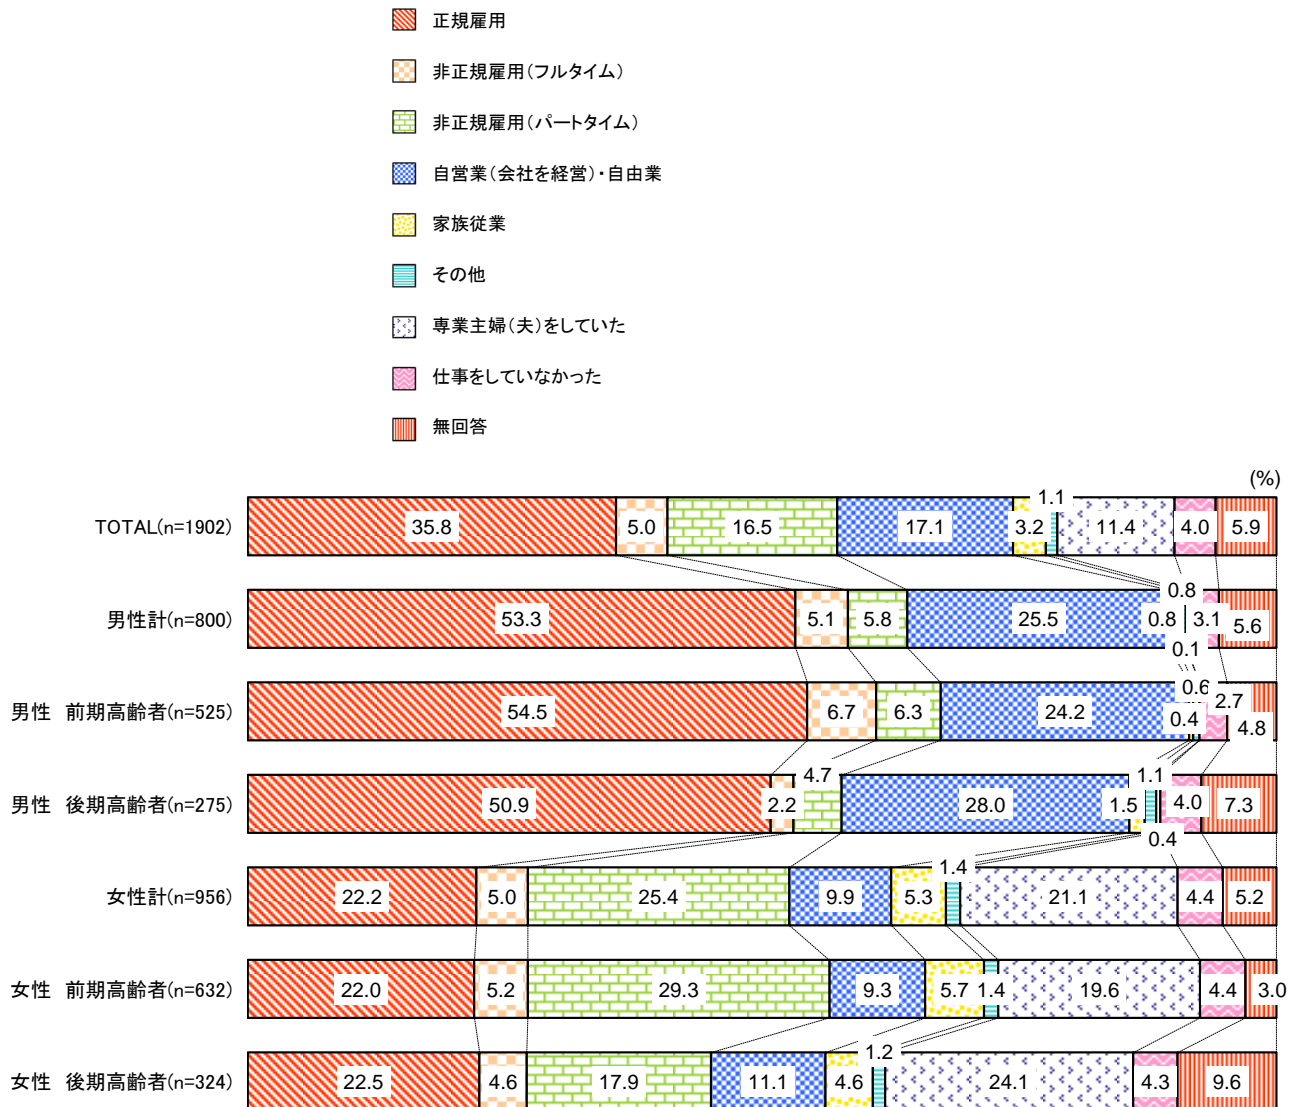 正規雇用
非正規雇用(フルタイム)
非正規雇用(パートタイム)
自営業(会社を経営)・自由業
家族従業
その他
専業主婦(夫)をしていた
仕事をしていなかった
無回答
(%)
TOTAL(n=1902) 35.8 5.0 16.5 17.1 3.2 1.1 11.4 4.0 5.9
男性計(n=800) 53.3 5.1 5.8 25.5 0.8 0.8 0.1 3.1 5.6
男性 前期高齢者(n=525) 54.5 6.7 6.3 24.2 0.4 0.6 2.7 4.8
男性 後期高齢者(n=275) 50.9 2.2 4.7 28.0 1.5 1.1 0.4 4.0 7.3
女性計(n=956) 22.2 5.0 25.4 9.9 5.3 1.4 21.1 4.4 5.2
女性 前期高齢者(n=632) 22.0 5.2 29.3 9.3 5.7 1.4 19.6 4.4 3.0
女性 後期高齢者(n=324) 22.5 4.6 17.9 11.1 4.6 1.2 24.1 4.3 9.6